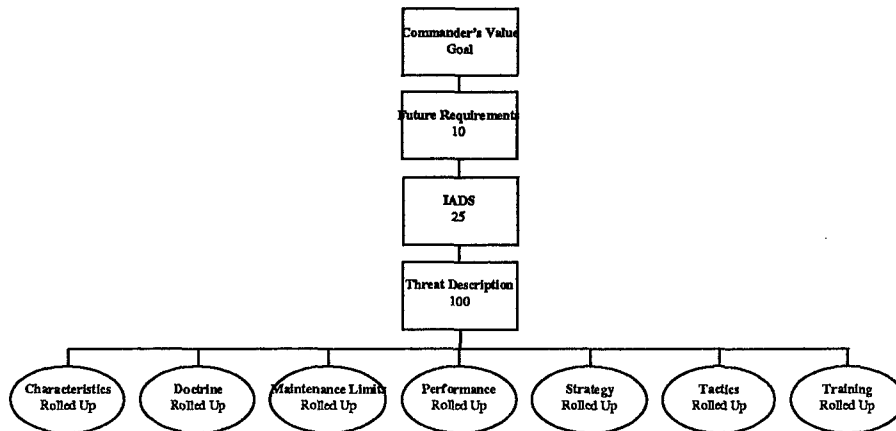 Commander's Value
Goal
Future Requirements
10
IADS
25
Threat Description
100
Characteristics
Rolled Up
Doctrine
Rolled Up
Maintenance Limits
Rolled Up
Performance
Rolled Up
Strategy
Rolled Up
Tactics
Rolled Up
Training
Rolled Up